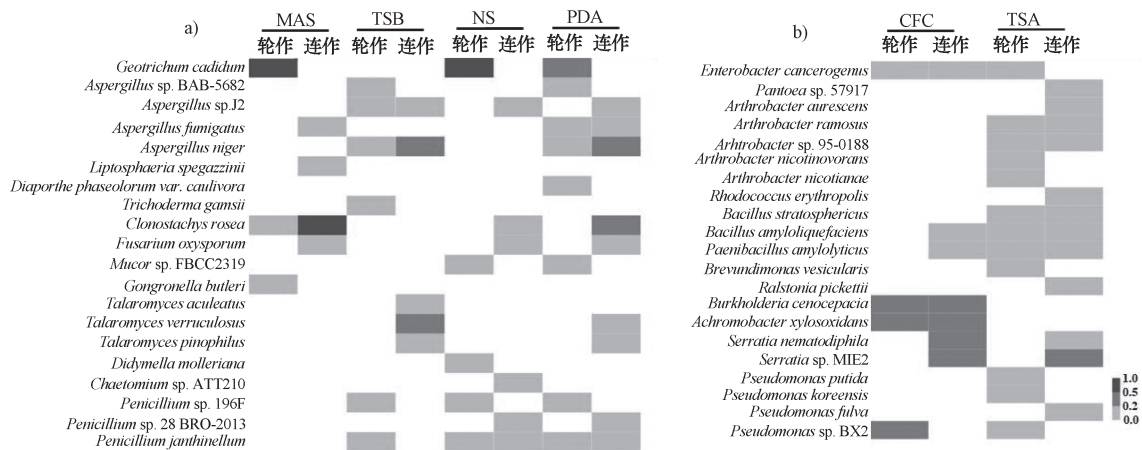 a)
MAS TSB NS PDA
轮作 连作 轮作 连作 轮作 连作 轮作 连作
Geotrichum cadidum
Aspergillus sp. BAB-5682
Aspergillus sp.J2
Aspergillus fumigatus
Aspergillus niger
Liptosphaeria spegazzinii
Diaporthe phaseolorum var. caulivora
Trichoderma gamsii
Clonostachys rosea
Fusarium oxysporum
Mucor sp. FBCC2319
Gongronella butleri
Talaromyces aculeatus
Talaromyces verruculosus
Talaromyces pinophilus
Didymella molleriana
Chaetomium sp. ATT210
Penicillium sp. 196F
Penicillium sp. 28 BRO-2013
Penicillium janthinellum
b)
CFC TSA
轮作 连作 轮作 连作
Enterobacter cancerogenus
Pantoea sp. 57917
Arthrobacter aurescens
Arthrobacter ramosus
Arhtrobacter sp. 95-0188
Arthrobacter nicotinovorans
Arthrobacter nicotianae
Rhodococcus erythropolis
Bacillus stratosphericus
Bacillus amyloliquefaciens
Paenibacillus amylolyticus
Brevundimonas vesicularis
Ralstonia pickettii
Burkholderia cenocepacia
Achromobacter xylosoxidans
Serratia nematodiphila
Serratia sp. MIE2
Pseudomonas putida
Pseudomonas koreensis
Pseudomonas fulva
Pseudomonas sp. BX2
1.0
0.5
0.2
0.0